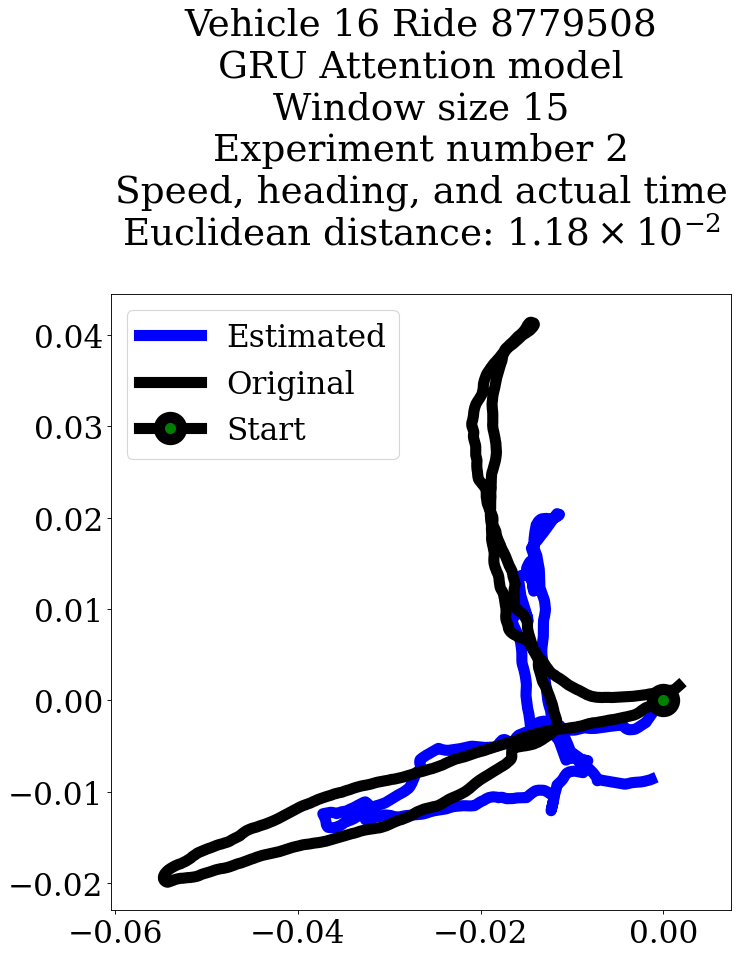 Vehicle 16 Ride 8779508
GRU Attention model
Window size 15
Experiment number 2
Speed, heading, and actual time
Euclidean distance: 1.18 × 10⁻²
Estimated
Original
Start
0.04
0.03
0.02
0.01
0.00
−0.01
−0.02
−0.06 −0.04 −0.02 0.00